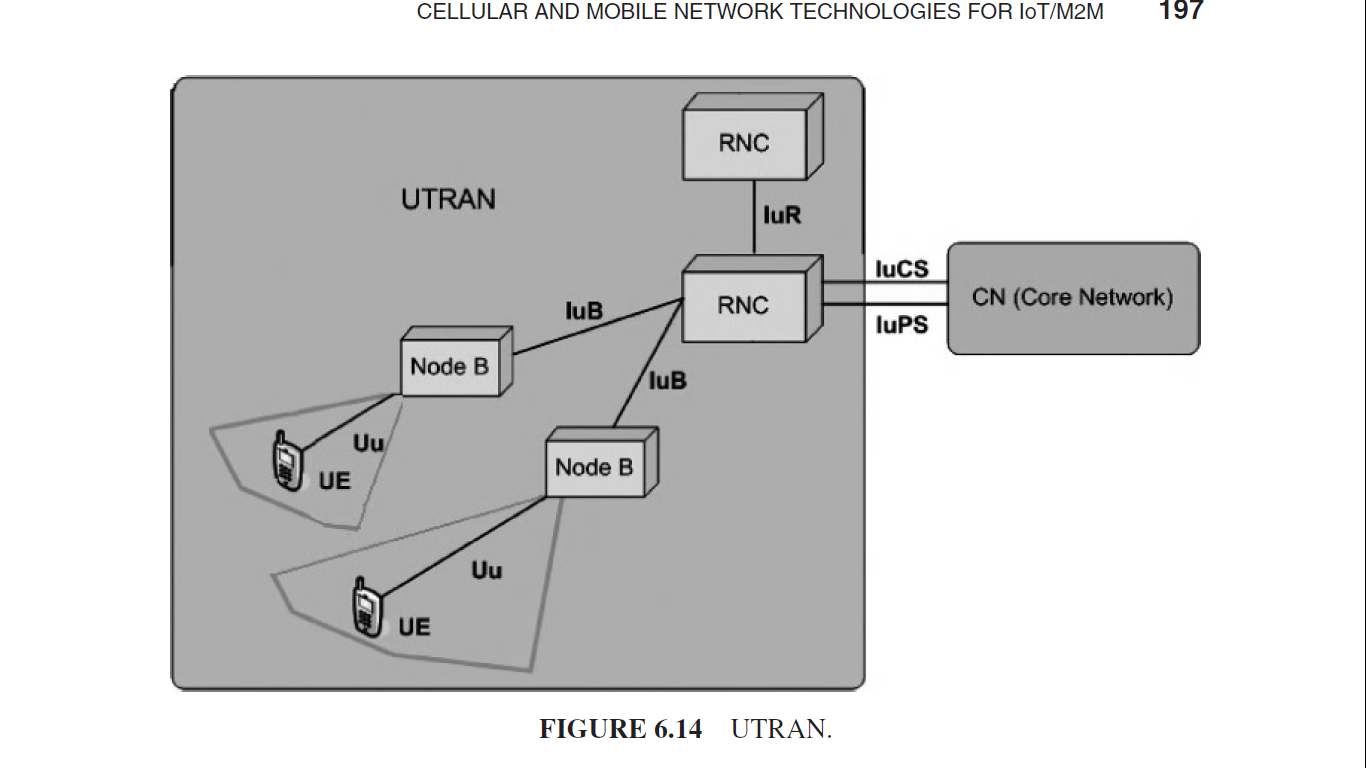 CELLULAR AND MOBILE NETWORK TECHNOLOGIES FOR IoT/M2M 197
RNC
UTRAN
IuR
IuCS
RNC
CN (Core Network)
IuB
IuPS
Node B
IuB
Uu
Node B
UE
Uu
UE
FIGURE 6.14 UTRAN.